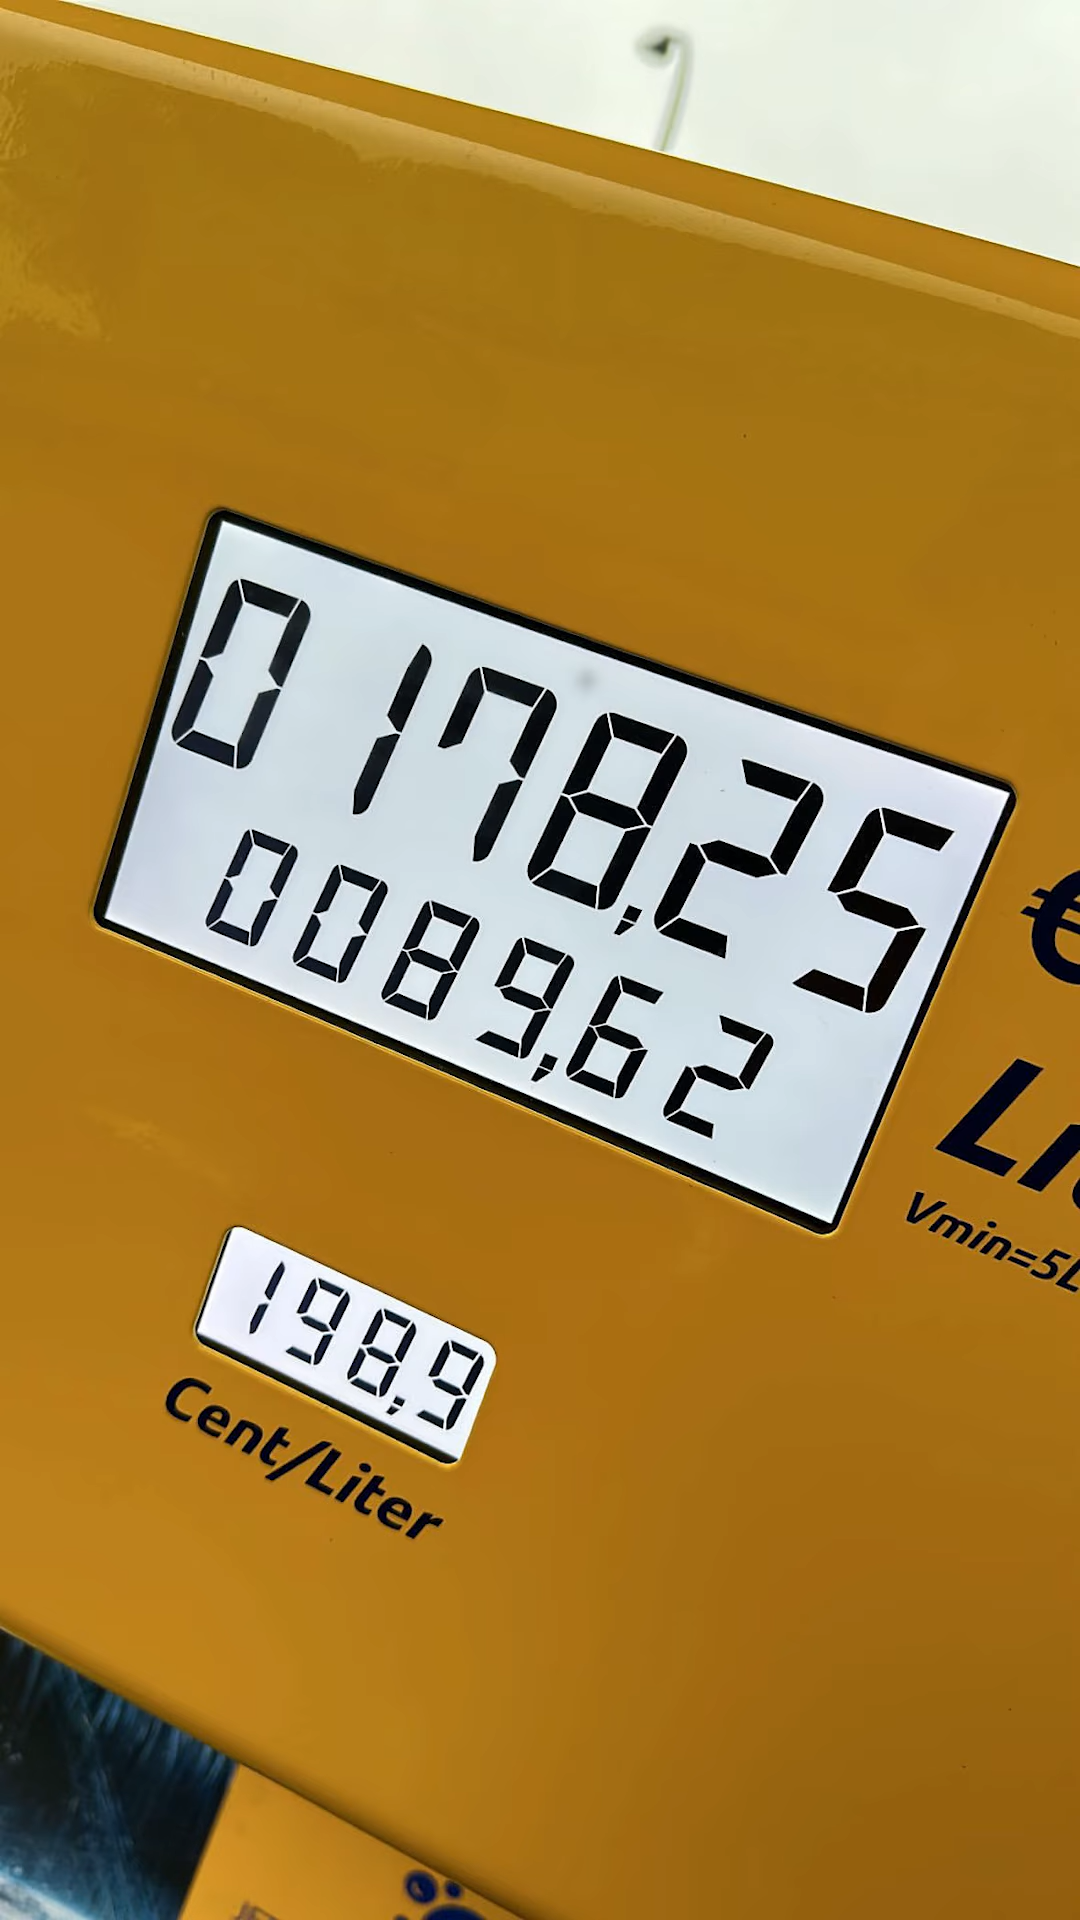 0178,25
€
0089,62
Vmin=5L
198,9
Cent/Liter